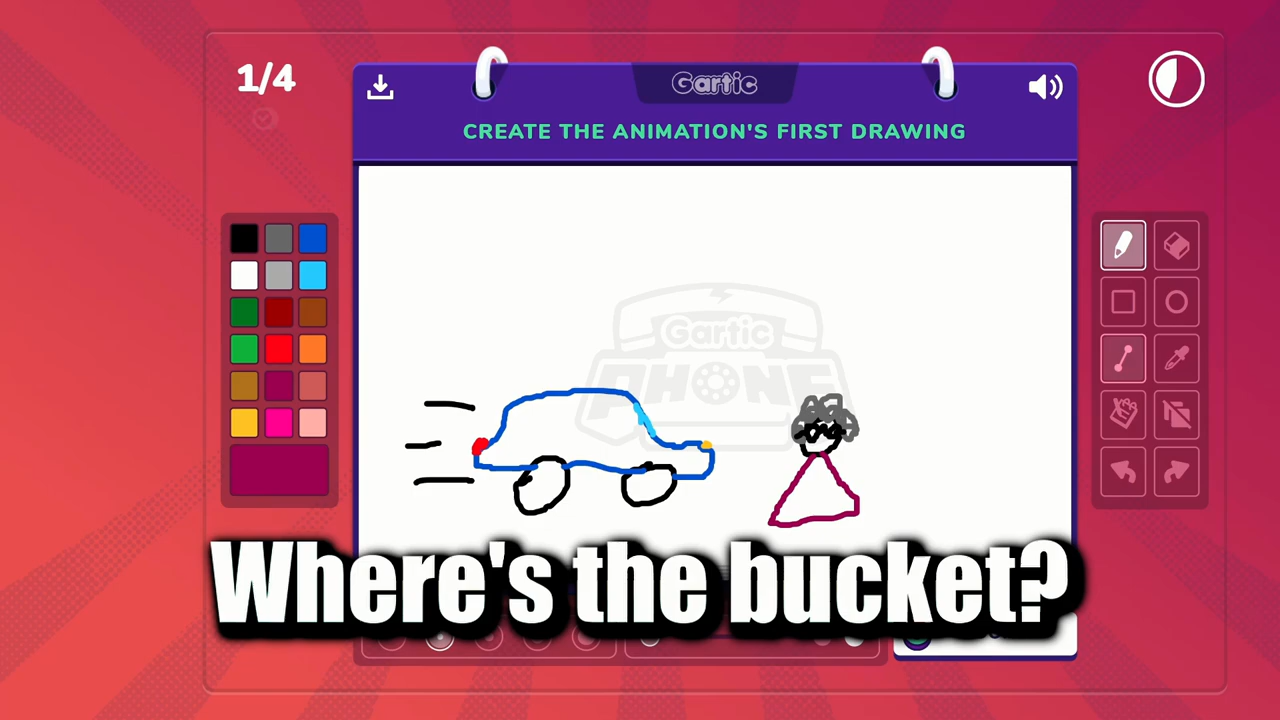 1/4
Gartic
CREATE THE ANIMATION'S FIRST DRAWING
Gartic
PHONE
Where's the bucket?